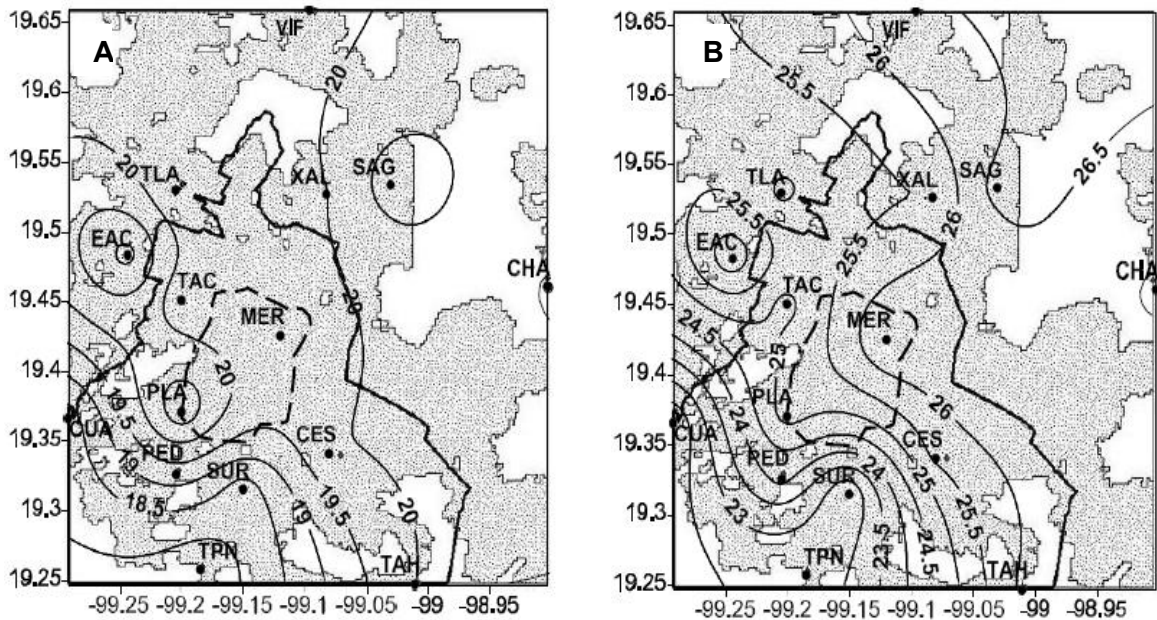 A
19.65
19.6
19.55
19.5
19.45
19.4
19.35
19.3
19.25
-99.25
-99.2
-99.15
-99.1
-99.05
-99
-98.95
VIF
20
TLA
XAL
SAG
20
EAC
CHA
TAC
20
MER
20
PLA
19.5
CUA
CES
PED
19
SUR
18.5
19.5
19
20
TPN
TAH
B
19.65
19.6
19.55
19.5
19.45
19.4
19.35
19.3
19.25
-99.25
-99.2
-99.15
-99.1
-99.05
-99
-98.95
VIF
26
25.5
26.5
SAG
TLA
XAL
26
25.5
EAC
25.5
CHA
TAC
24.5
MER
25
PLA
26
24
CUA
CES
PED
24
25
SUR
23
25.5
23.5
24.5
TPN
TAH